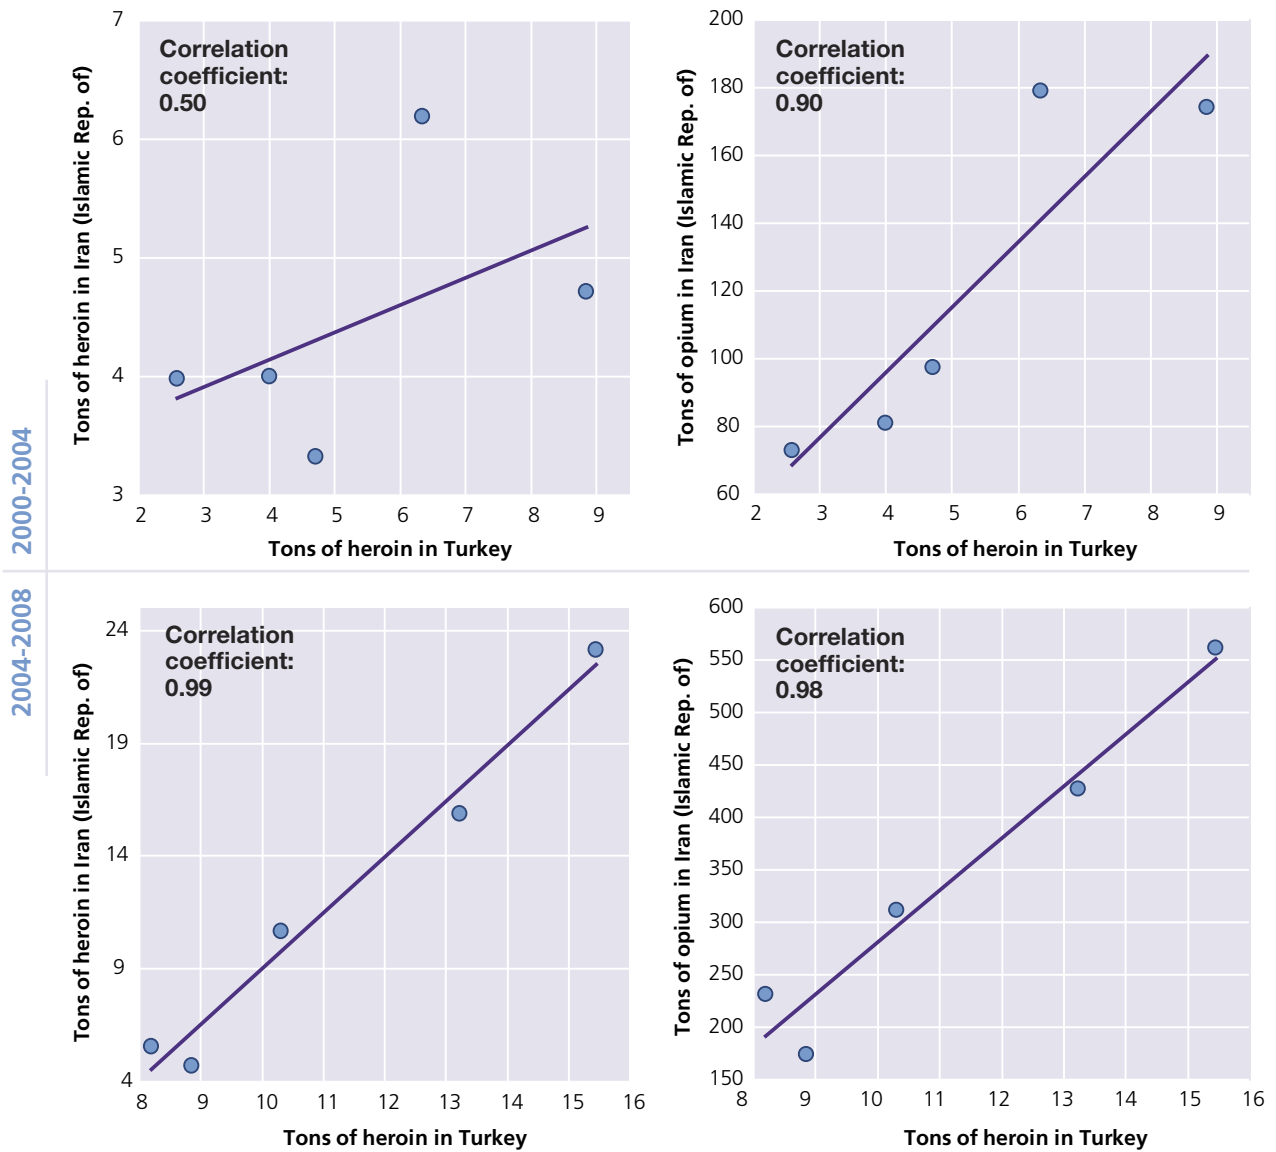 2000-2004
Tons of heroin in Iran (Islamic Rep. of)
Correlation
coefficient:
0.50
7
6
5
4
3
2 3 4 5 6 7 8 9
Tons of heroin in Turkey
Tons of opium in Iran (Islamic Rep. of)
Correlation
coefficient:
0.90
200
180
160
140
120
100
80
60
2 3 4 5 6 7 8 9
Tons of heroin in Turkey
2004-2008
Tons of heroin in Iran (Islamic Rep. of)
Correlation
coefficient:
0.99
24
19
14
9
4
8 9 10 11 12 13 14 15 16
Tons of heroin in Turkey
Tons of opium in Iran (Islamic Rep. of)
Correlation
coefficient:
0.98
600
550
500
450
400
350
300
250
200
150
8 9 10 11 12 13 14 15 16
Tons of heroin in Turkey